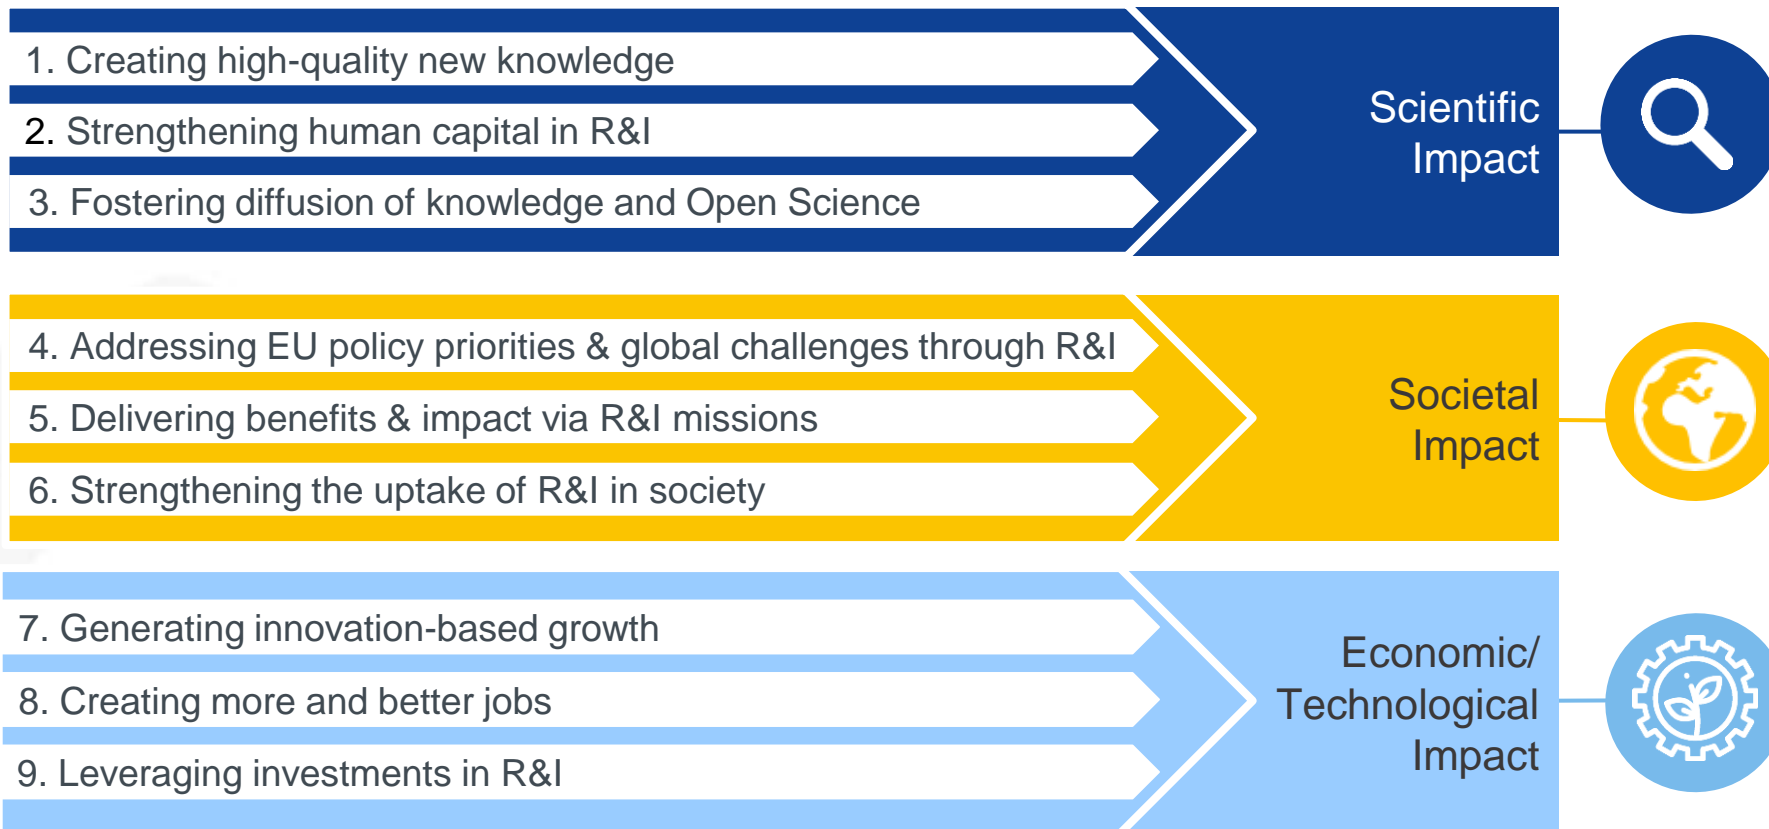 1. Creating high-quality new knowledge
2. Strengthening human capital in R&I
3. Fostering diffusion of knowledge and Open Science
Scientific
Impact
4. Addressing EU policy priorities & global challenges through R&I
5. Delivering benefits & impact via R&I missions
6. Strengthening the uptake of R&I in society
Societal
Impact
7. Generating innovation-based growth
8. Creating more and better jobs
9. Leveraging investments in R&I
Economic/
Technological
Impact